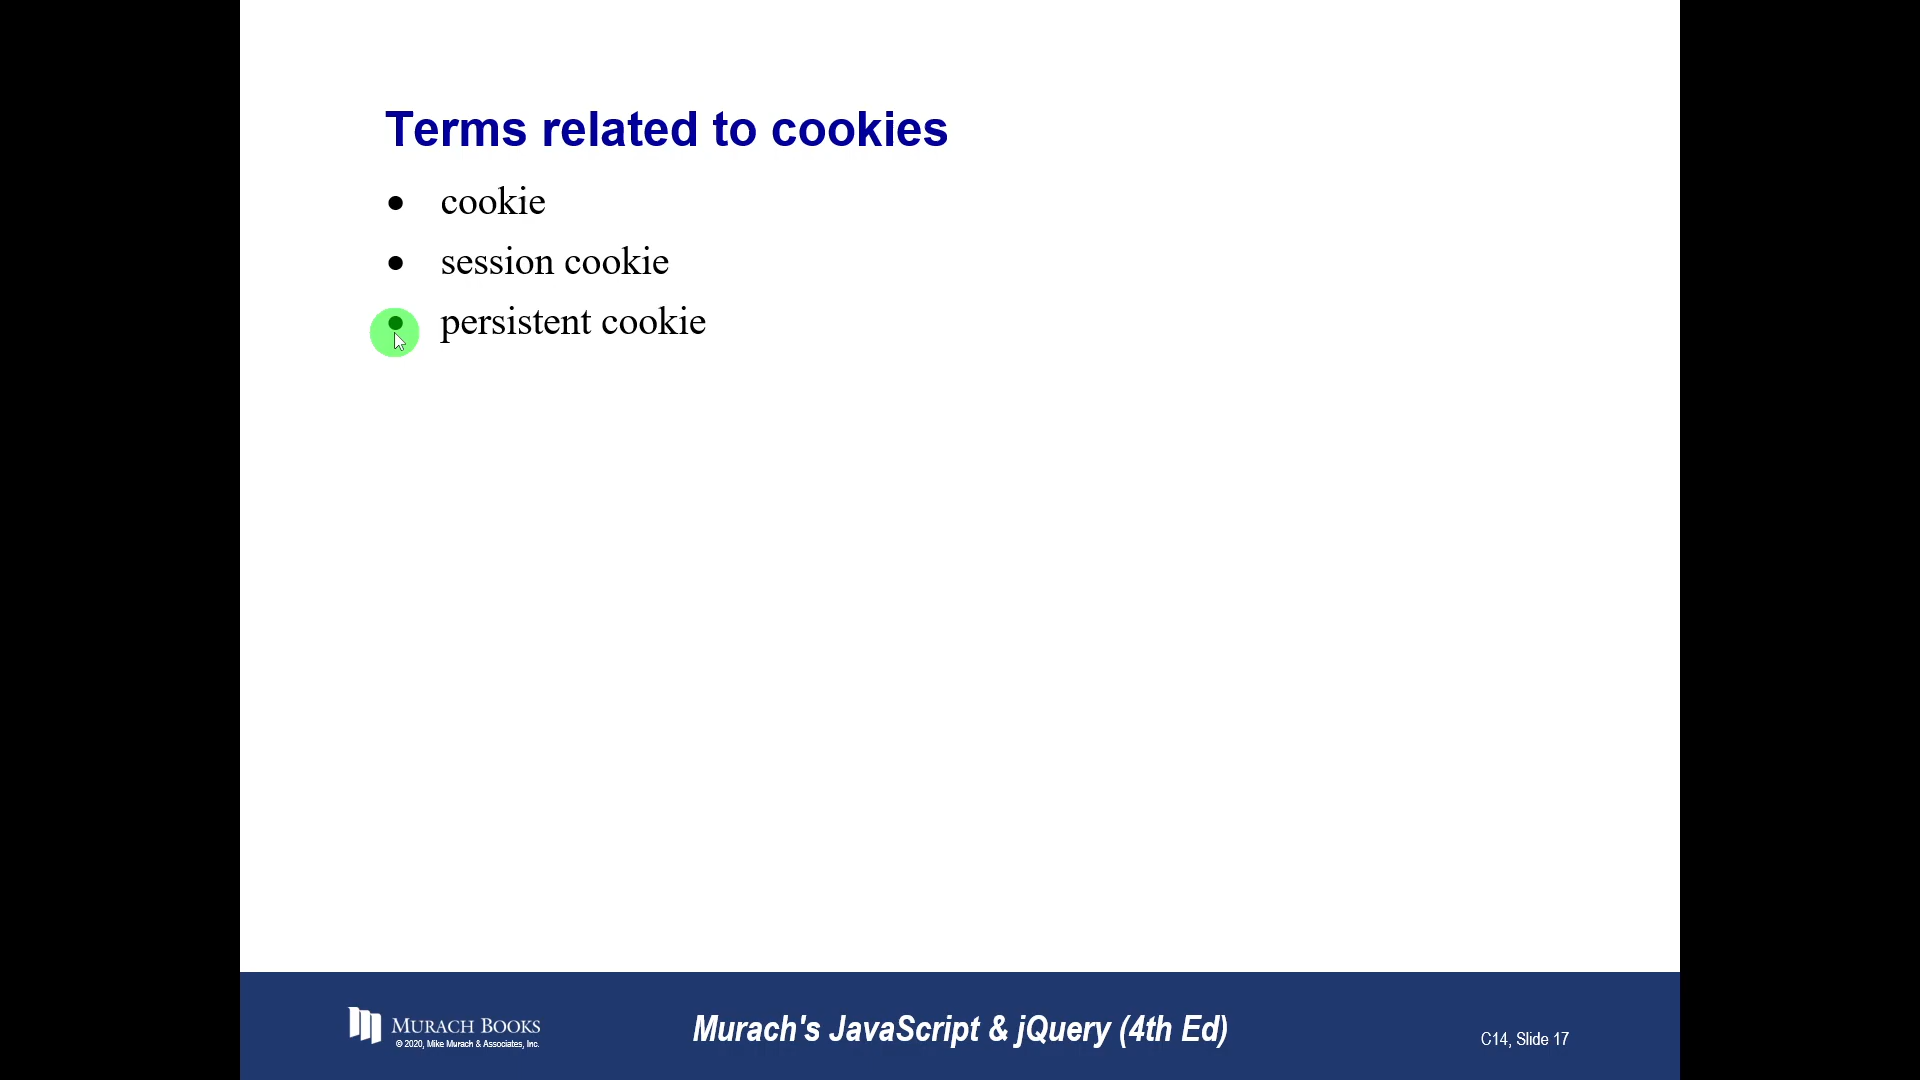 Terms related to cookies
• cookie
• session cookie
• persistent cookie
MURACH BOOKS
© 2020, Mike Murach & Associates, Inc.
Murach's JavaScript & jQuery (4th Ed)
C14, Slide 17